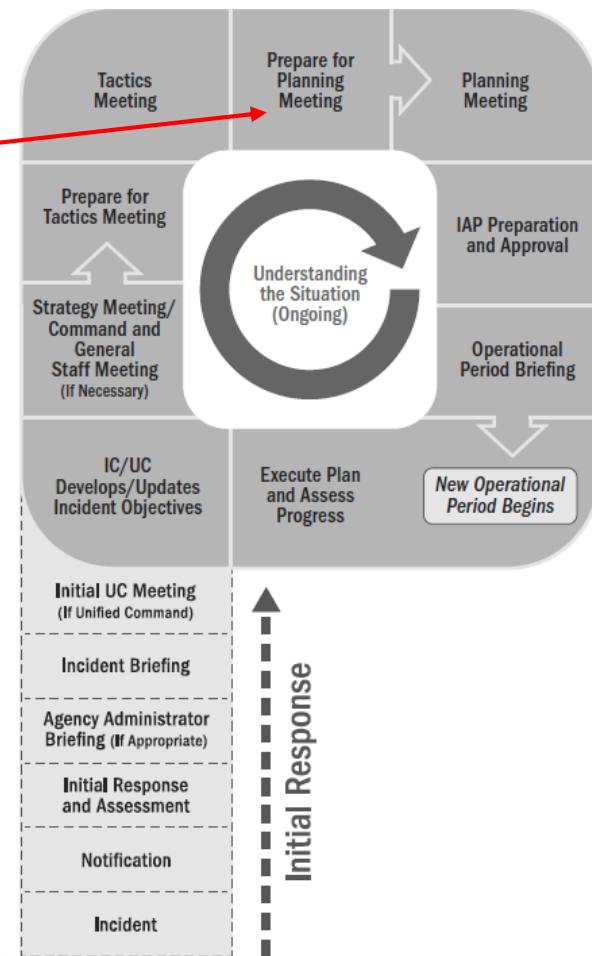 Tactics
Meeting
Prepare for
Planning
Meeting
Planning
Meeting
Prepare for
Tactics Meeting
IAP Preparation
and Approval
Understanding
the Situation
(Ongoing)
Strategy Meeting/
Command and
General
Staff Meeting
(If Necessary)
Operational
Period Briefing
IC/UC
Develops/Updates
Incident Objectives
Execute Plan
and Assess
Progress
New Operational
Period Begins
Initial UC Meeting
(If Unified Command)
Incident Briefing
Agency Administrator
Briefing (If Appropriate)
Initial Response
and Assessment
Notification
Incident
Initial Response